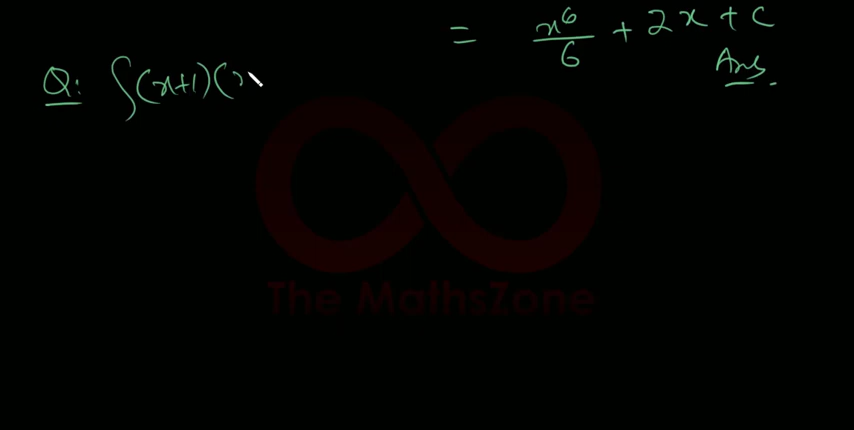 = x^6/6 + 2x + c
Ans.
Q: ∫(x+1)(x
The MathsZone